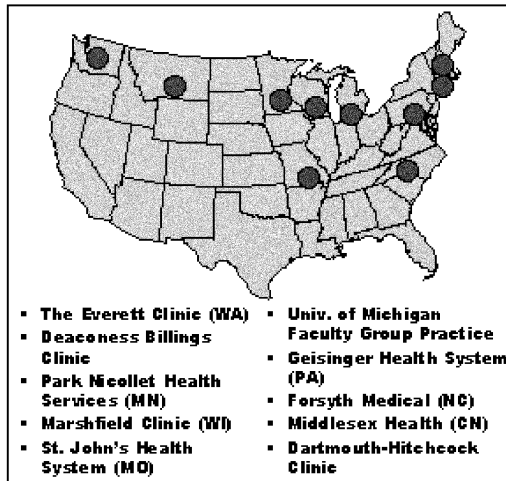 ▪ The Everett Clinic (WA)
▪ Deaconess Billings
Clinic
▪ Park Nicollet Health
Services (MN)
▪ Marshfield Clinic (WI)
▪ St. John's Health
System (MO)
▪ Univ. of Michigan
Faculty Group Practice
▪ Geisinger Health System
(PA)
▪ Forsyth Medical (NC)
▪ Middlesex Health (CN)
▪ Dartmouth-Hitchcock
Clinic